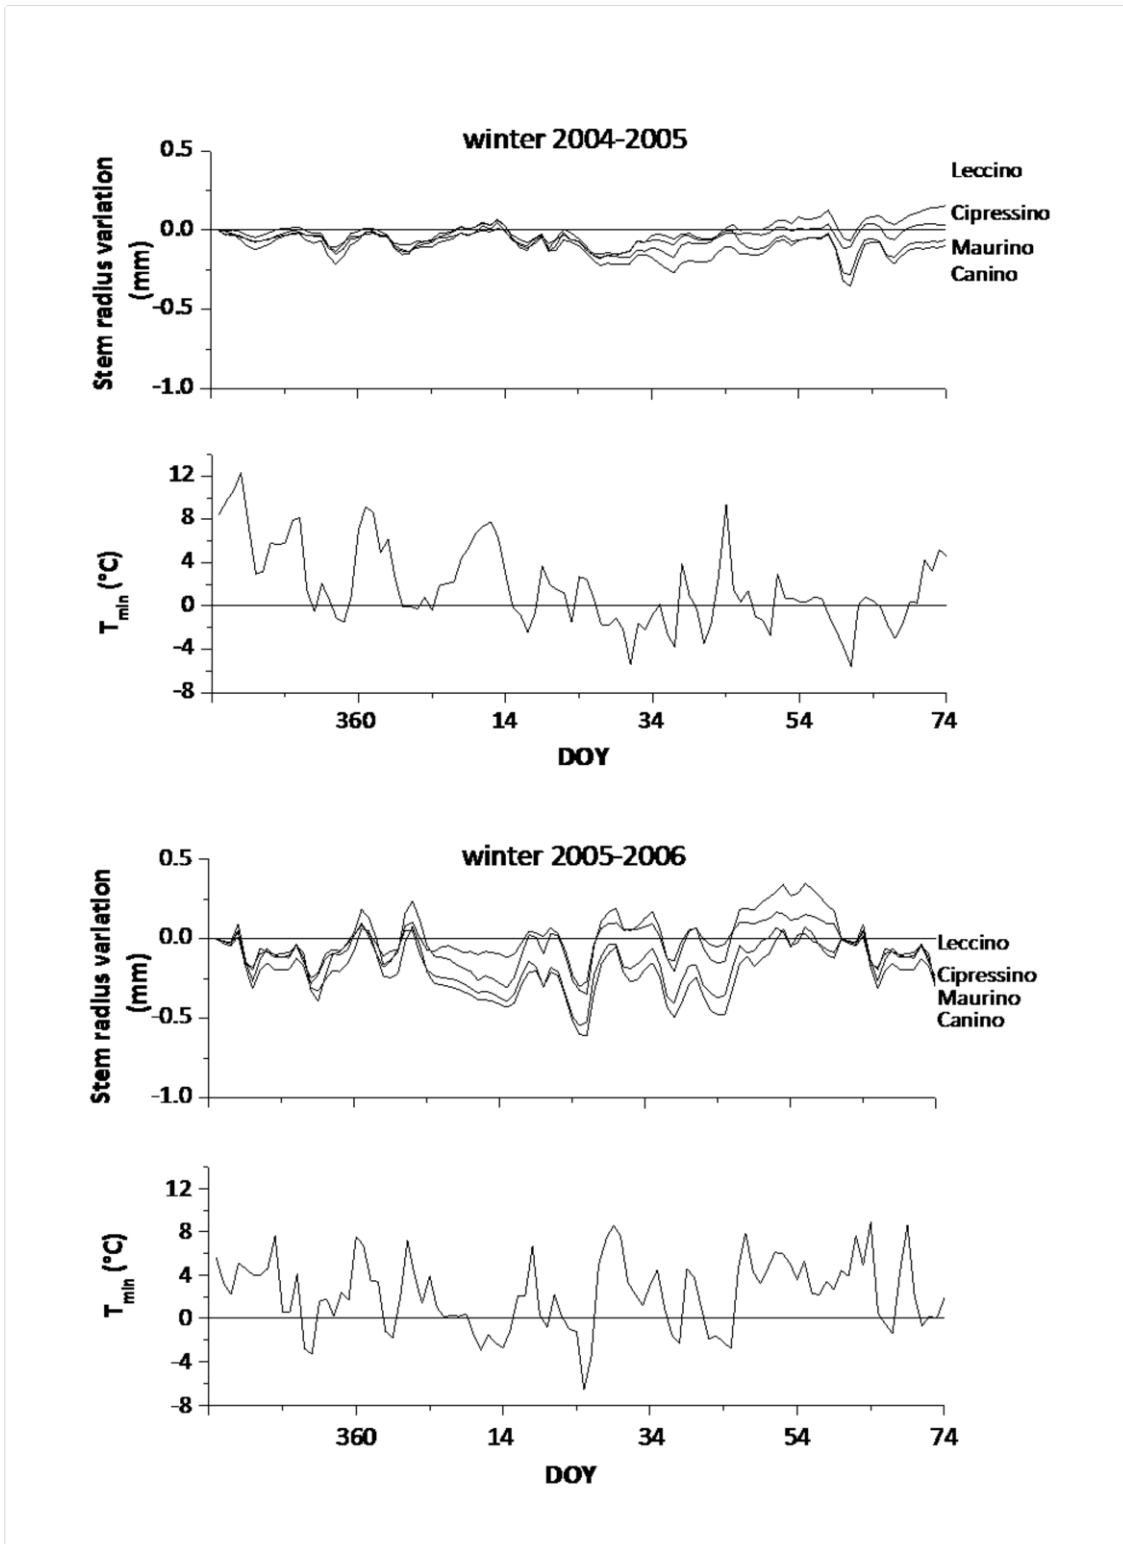 winter 2004-2005
Stem radius variation
(mm)
0.5
0.0
-0.5
-1.0
Leccino
Cipressino
Maurino
Canino
Tmin (°C)
12
8
4
0
-4
-8
360 14 34 54 74
DOY
winter 2005-2006
Stem radius variation
(mm)
0.5
0.0
-0.5
-1.0
Leccino
Cipressino
Maurino
Canino
Tmin (°C)
12
8
4
0
-4
-8
360 14 34 54 74
DOY